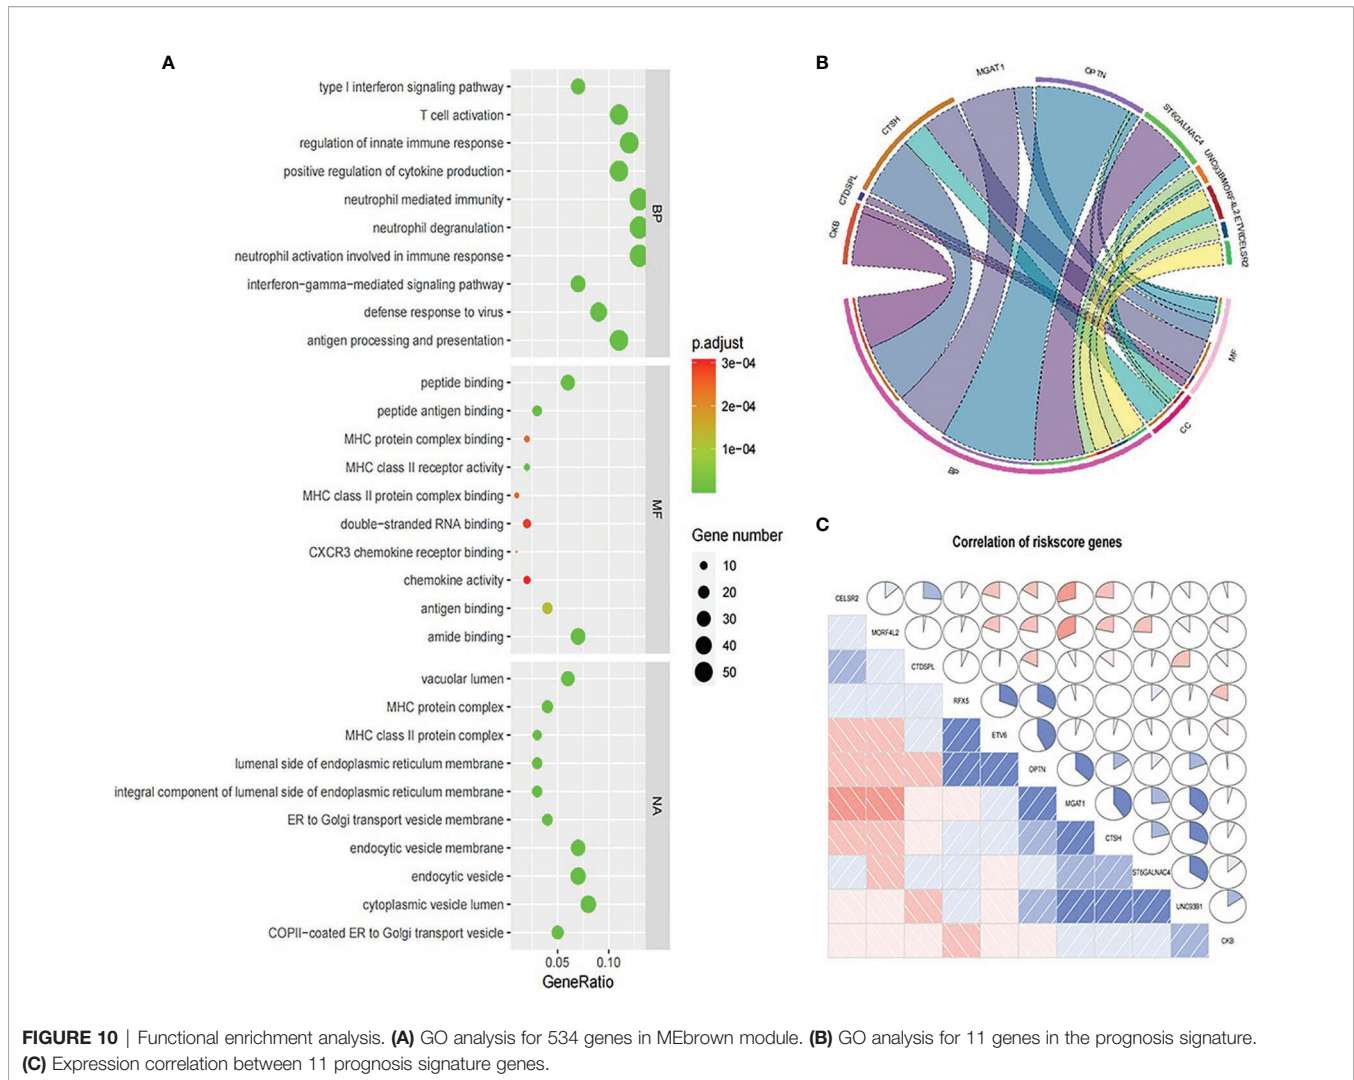 A
type I interferon signaling pathway
T cell activation
regulation of innate immune response
positive regulation of cytokine production
neutrophil mediated immunity
neutrophil degranulation
neutrophil activation involved in immune response
interferon-gamma-mediated signaling pathway
defense response to virus
antigen processing and presentation
BP
peptide binding
peptide antigen binding
MHC protein complex binding
MHC class II receptor activity
MHC class II protein complex binding
double-stranded RNA binding
CXCR3 chemokine receptor binding
chemokine activity
antigen binding
amide binding
MF
vacuolar lumen
MHC protein complex
MHC class II protein complex
lumenal side of endoplasmic reticulum membrane
integral component of lumenal side of endoplasmic reticulum membrane
ER to Golgi transport vesicle membrane
endocytic vesicle membrane
endocytic vesicle
cytoplasmic vesicle lumen
COPII-coated ER to Golgi transport vesicle
NA
0.05 0.10
GeneRatio
p.adjust
3e-04
2e-04
1e-04
Gene number
10
20
30
40
50
B
CKB
CTDSPL
CTSH
MGAT1
OPTN
ST6GALNAC4
UNC93B1
MORF4L2
ETV6
CELSR2
MF
CC
BP
C
Correlation of riskscore genes
CELSR2
MORF4L2
CTDSPL
RFX5
ETV6
OPTN
MGAT1
CTSH
ST6GALNAC4
UNC93B1
CKB
FIGURE 10 | Functional enrichment analysis. (A) GO analysis for 534 genes in MEbrown module. (B) GO analysis for 11 genes in the prognosis signature.
(C) Expression correlation between 11 prognosis signature genes.